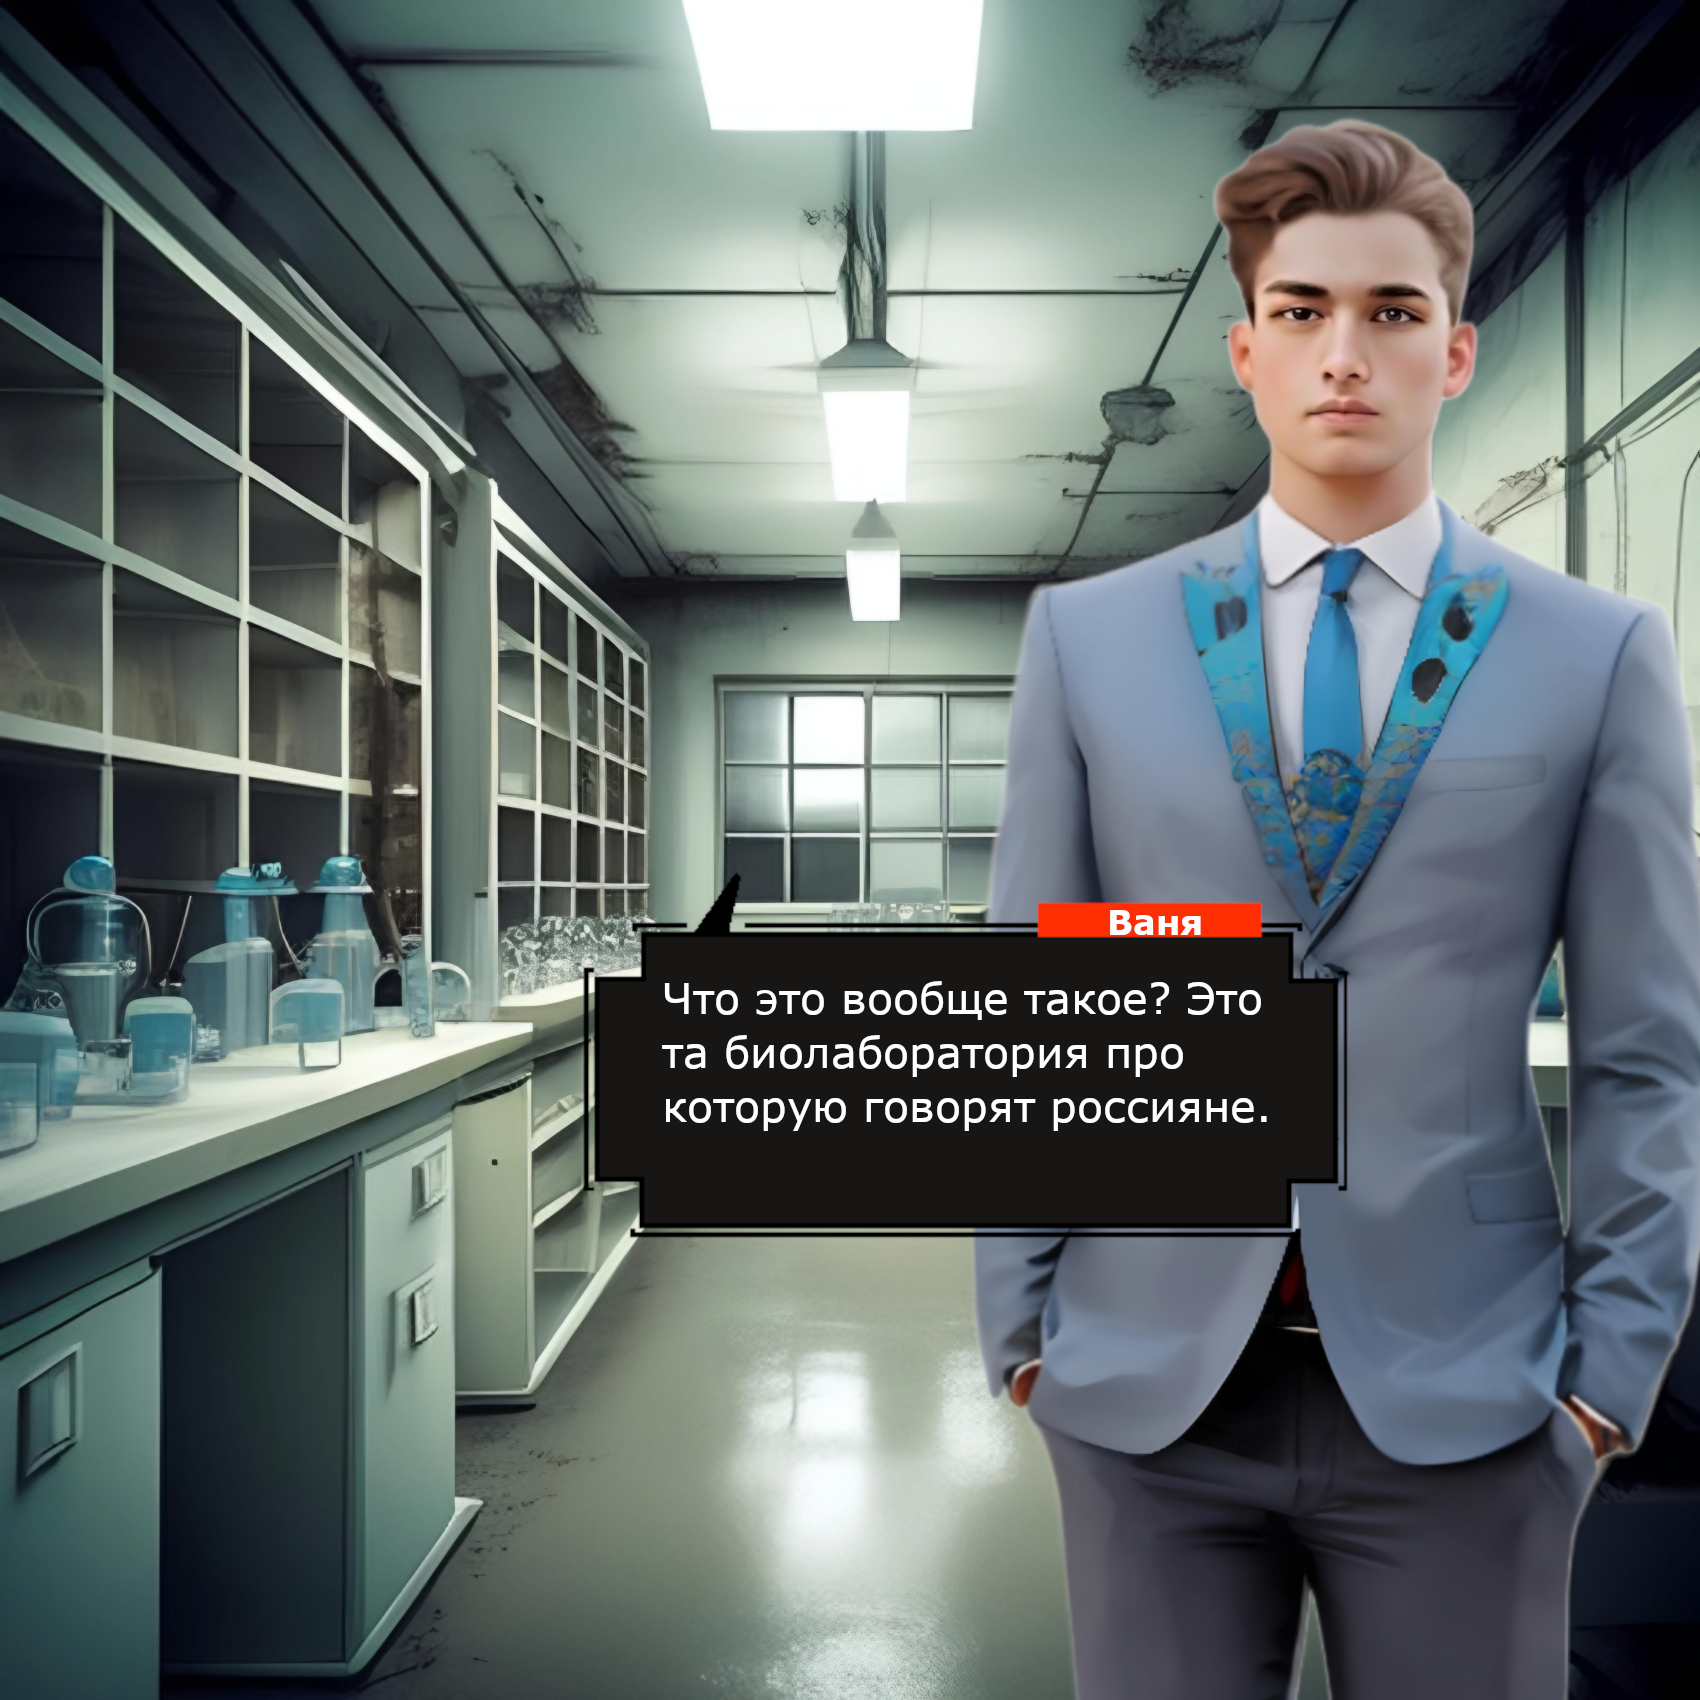 Ваня
Что это вообще такое? Это
та биолаборатория про
которую говорят россияне.